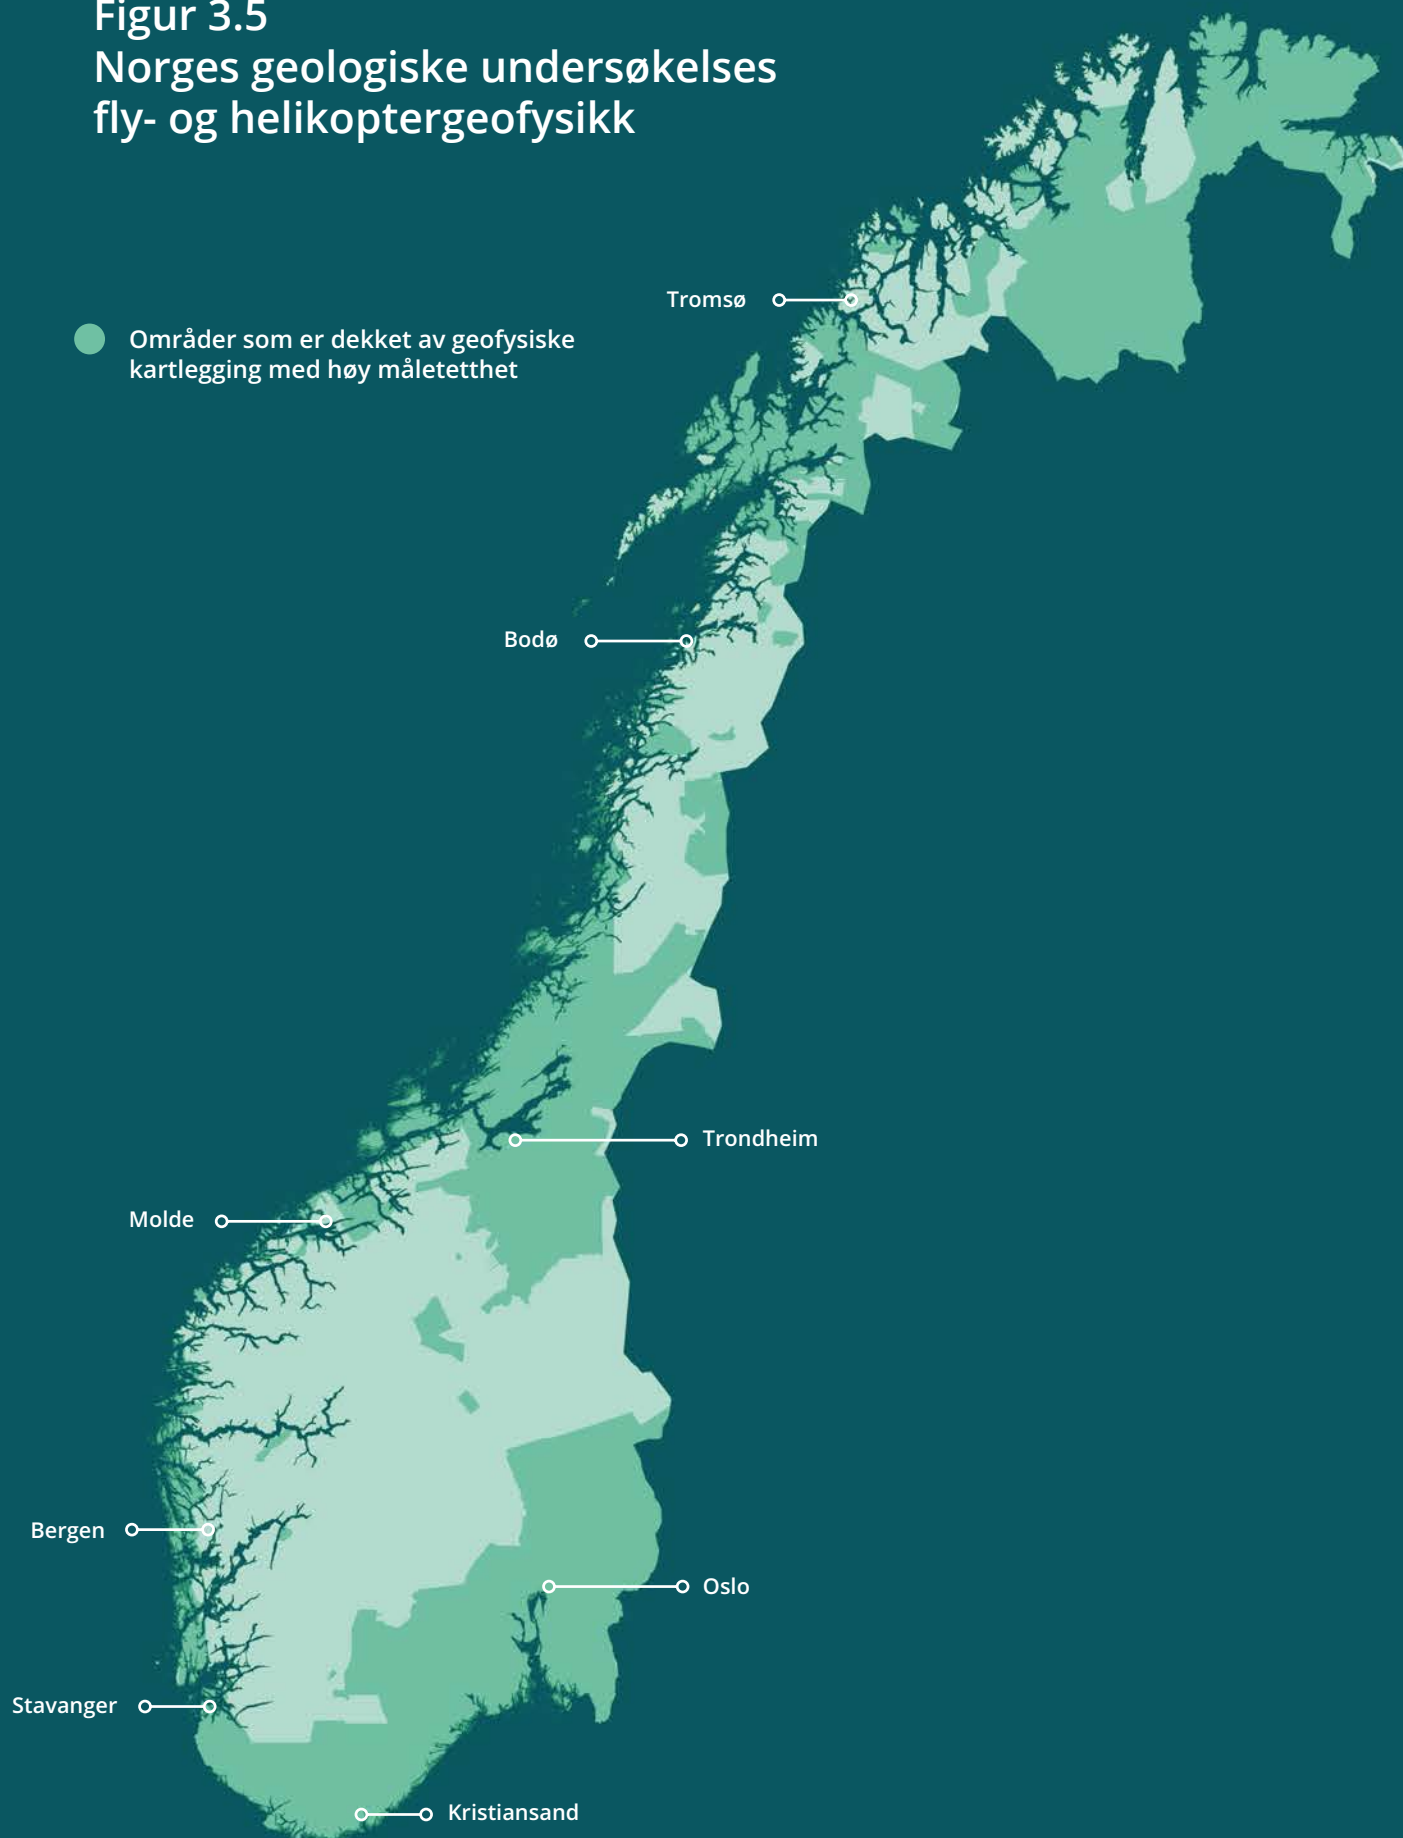 Figur 3.5
Norges geologiske undersøkelses
fly- og helikoptergeofysikk
Tromsø
Områder som er dekket av geofysiske
kartlegging med høy måletetthet
Bodø
Trondheim
Molde
Bergen
Oslo
Stavanger
Kristiansand